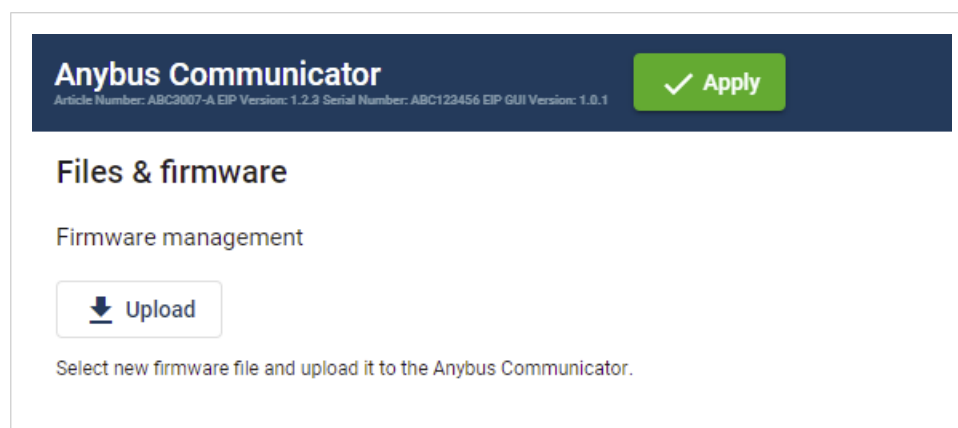 Anybus Communicator
Article Number: ABC3007-A EIP Version: 1.2.3 Serial Number: ABC123456 EIP GUI Version: 1.0.1
Apply
Files & firmware
Firmware management
Upload
Select new firmware file and upload it to the Anybus Communicator.